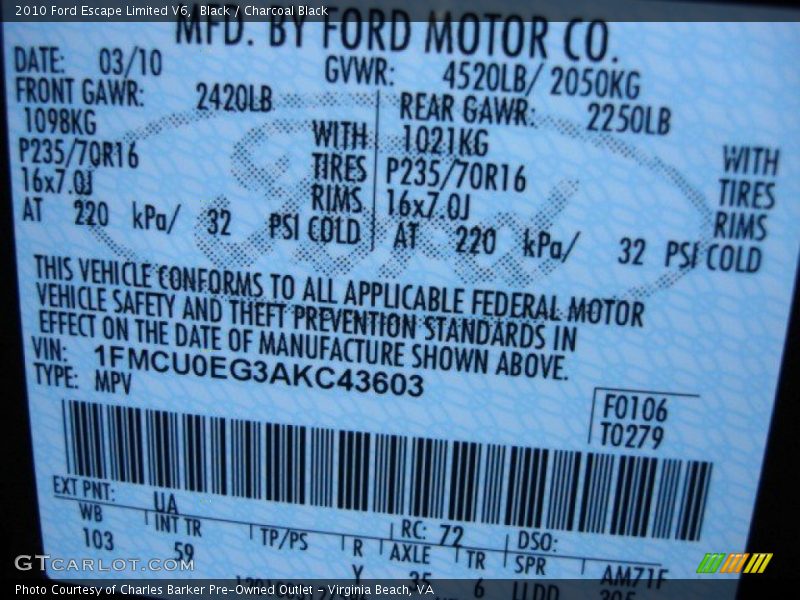 2010 Ford Escape Limited V6, Black / Charcoal Black
MFD. BY FORD MOTOR CO.
DATE: 03/10
GVWR: 4520LB/ 2050KG
FRONT GAWR: 2420LB
1098KG
WITH
P235/70R16
TIRES
16x7.0J
RIMS
AT 220 kPa/ 32 PSI COLD
REAR GAWR: 2250LB
1021KG
WITH
P235/70R16
TIRES
16x7.0J
RIMS
AT 220 kPa/ 32 PSI COLD
THIS VEHICLE CONFORMS TO ALL APPLICABLE FEDERAL MOTOR
VEHICLE SAFETY AND THEFT PREVENTION STANDARDS IN
EFFECT ON THE DATE OF MANUFACTURE SHOWN ABOVE.
VIN: 1FMCU0EG3AKC43603
TYPE: MPV
F0106
T0279
EXT PNT: UA
RC: 72 DSO:
WB INT TR TP/PS R AXLE TR SPR
103 59 Y 35 6 AM71F
GTCARLOT.COM
Photo Courtesy of Charles Barker Pre-Owned Outlet - Virginia Beach, VA